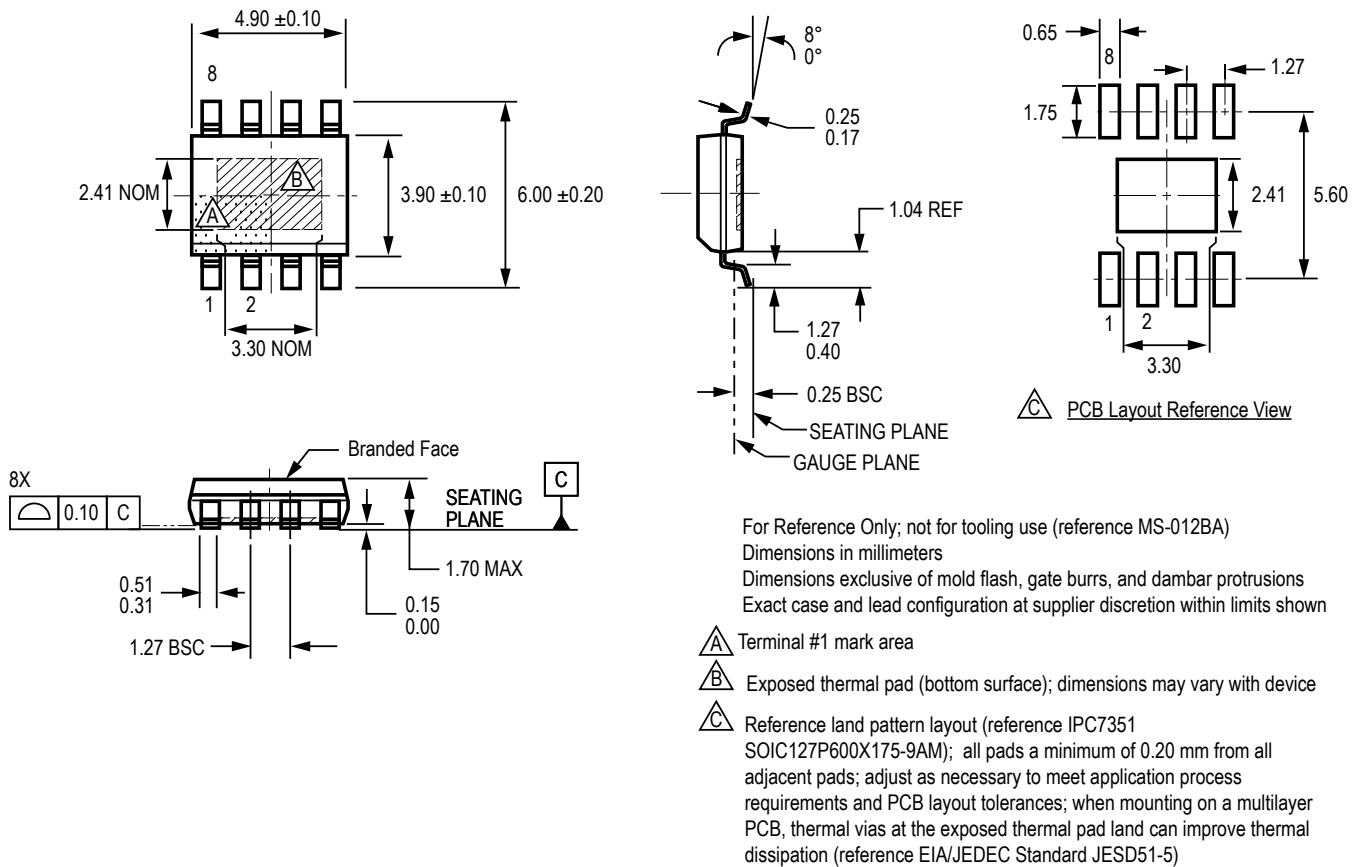 4.90 ±0.10
8
2.41 NOM
B
A
3.90 ±0.10
6.00 ±0.20
1 2
3.30 NOM
8°
0°
0.25
0.17
1.04 REF
1.27
0.40
0.25 BSC
SEATING PLANE
GAUGE PLANE
0.65
8
1.27
1.75
2.41
5.60
1 2
3.30
C PCB Layout Reference View
8X
0.10 C
Branded Face
SEATING
PLANE
C
1.70 MAX
0.51
0.31
0.15
0.00
1.27 BSC
For Reference Only; not for tooling use (reference MS-012BA)
Dimensions in millimeters
Dimensions exclusive of mold flash, gate burrs, and dambar protrusions
Exact case and lead configuration at supplier discretion within limits shown
A Terminal #1 mark area
B Exposed thermal pad (bottom surface); dimensions may vary with device
C Reference land pattern layout (reference IPC7351
SOIC127P600X175-9AM); all pads a minimum of 0.20 mm from all
adjacent pads; adjust as necessary to meet application process
requirements and PCB layout tolerances; when mounting on a multilayer
PCB, thermal vias at the exposed thermal pad land can improve thermal
dissipation (reference EIA/JEDEC Standard JESD51-5)